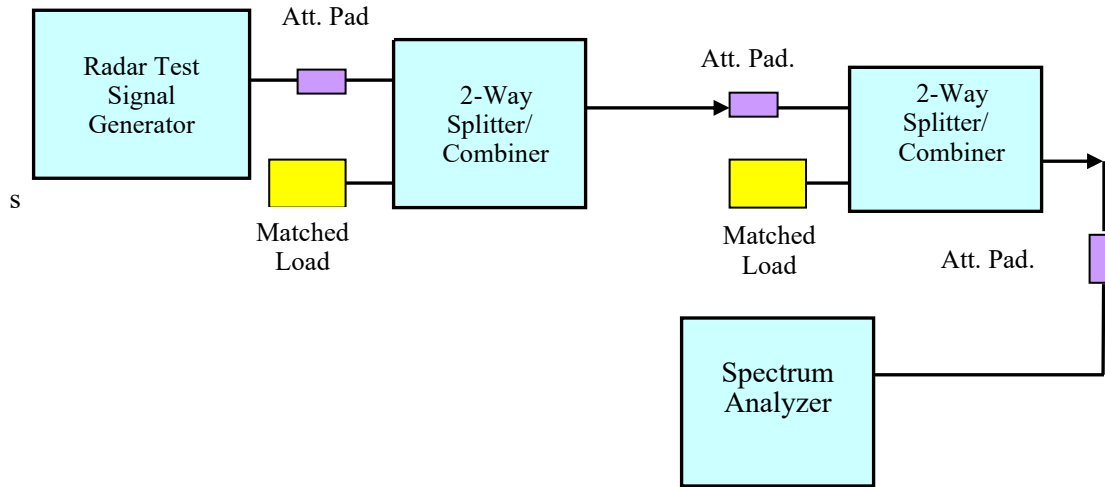 Att. Pad
Radar Test
Signal
Generator
2-Way
Splitter/
Combiner
Att. Pad.
2-Way
Splitter/
Combiner
s
Matched
Load
Matched
Load
Att. Pad.
Spectrum
Analyzer